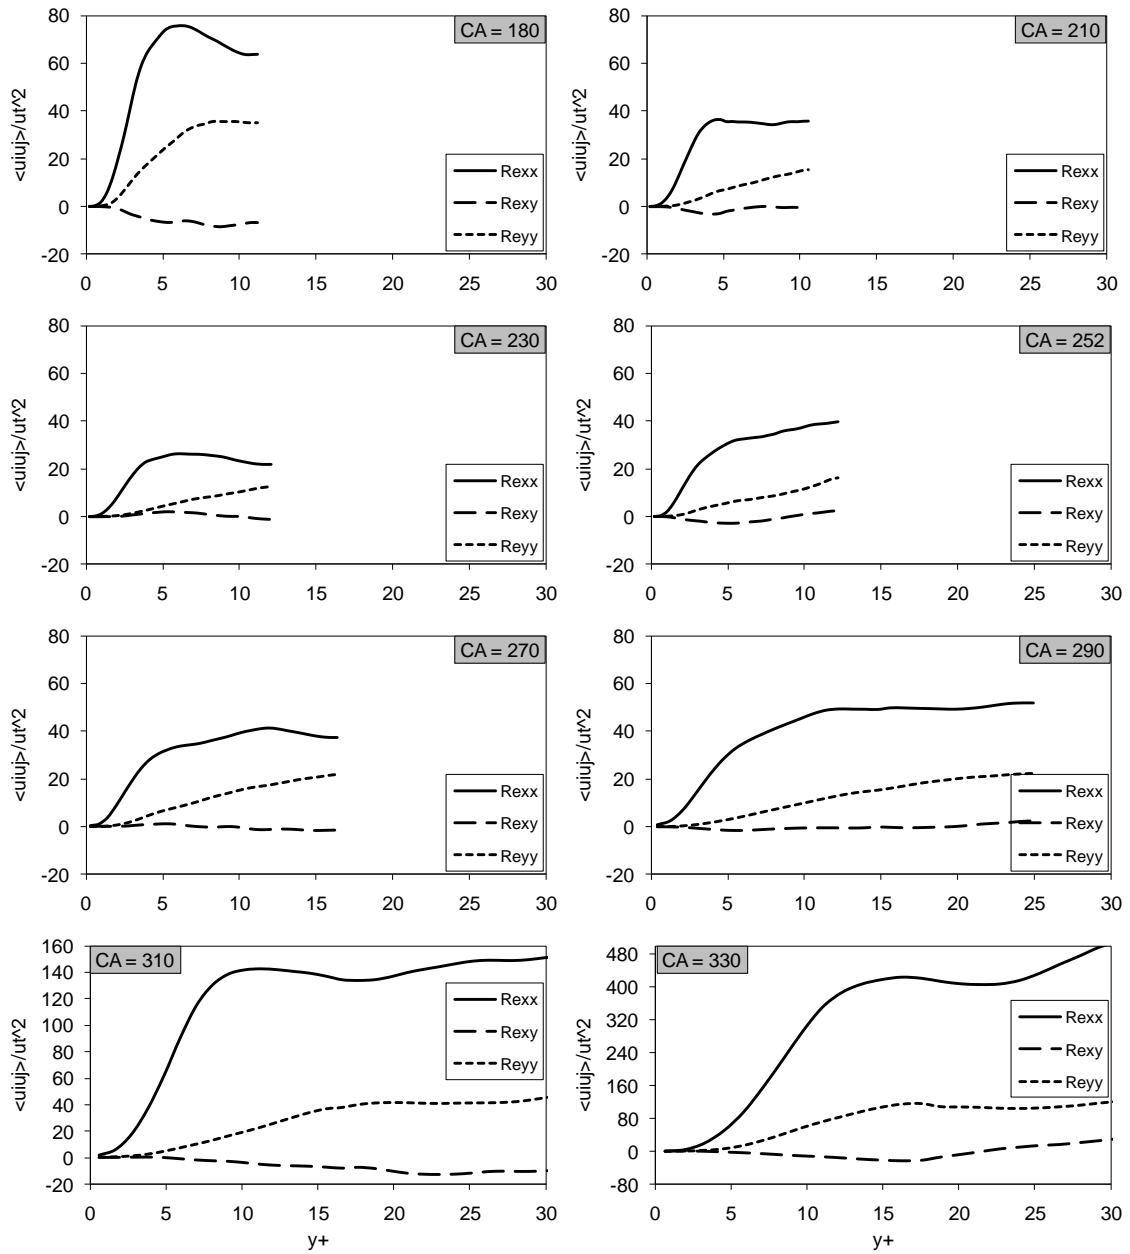 CA = 180
<uiuj>/ut^2
80
60
40
20
0
-20
Rexx
Rexy
Reyy
0 5 10 15 20 25 30
CA = 210
<uiuj>/ut^2
80
60
40
20
0
-20
Rexx
Rexy
Reyy
0 5 10 15 20 25 30
CA = 230
<uiuj>/ut^2
80
60
40
20
0
-20
Rexx
Rexy
Reyy
0 5 10 15 20 25 30
CA = 252
<uiuj>/ut^2
80
60
40
20
0
-20
Rexx
Rexy
Reyy
0 5 10 15 20 25 30
CA = 270
<uiuj>/ut^2
80
60
40
20
0
-20
Rexx
Rexy
Reyy
0 5 10 15 20 25 30
CA = 290
<uiuj>/ut^2
80
60
40
20
0
-20
Rexx
Rexy
Reyy
0 5 10 15 20 25 30
CA = 310
<uiuj>/ut^2
160
140
120
100
80
60
40
20
0
-20
Rexx
Rexy
Reyy
0 5 10 15 20 25 30
y+
CA = 330
<uiuj>/ut^2
480
400
320
240
160
80
0
-80
Rexx
Rexy
Reyy
0 5 10 15 20 25 30
y+